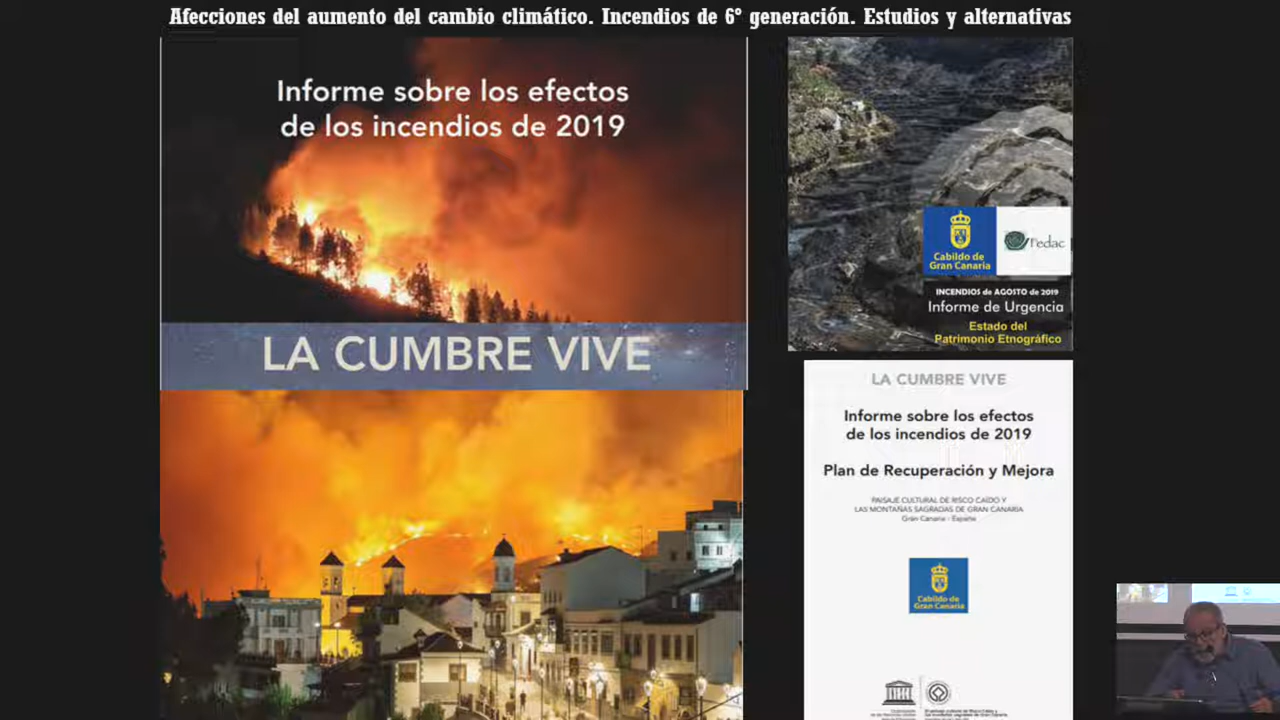 Afecciones del aumento del cambio climático. Incendios de 6º generación. Estudios y alternativas
Informe sobre los efectos
de los incendios de 2019
LA CUMBRE VIVE
Cabildo de
Gran Canaria
Fedac
INCENDIOS de AGOSTO de 2019
Informe de Urgencia
Estado del
Patrimonio Etnográfico
LA CUMBRE VIVE
Informe sobre los efectos
de los incendios de 2019
Plan de Recuperación y Mejora
PAISAJE CULTURAL DE RISCO CAÍDO Y
LAS MONTAÑAS SAGRADAS DE GRAN CANARIA
Gran Canaria - España
Cabildo de
Gran Canaria